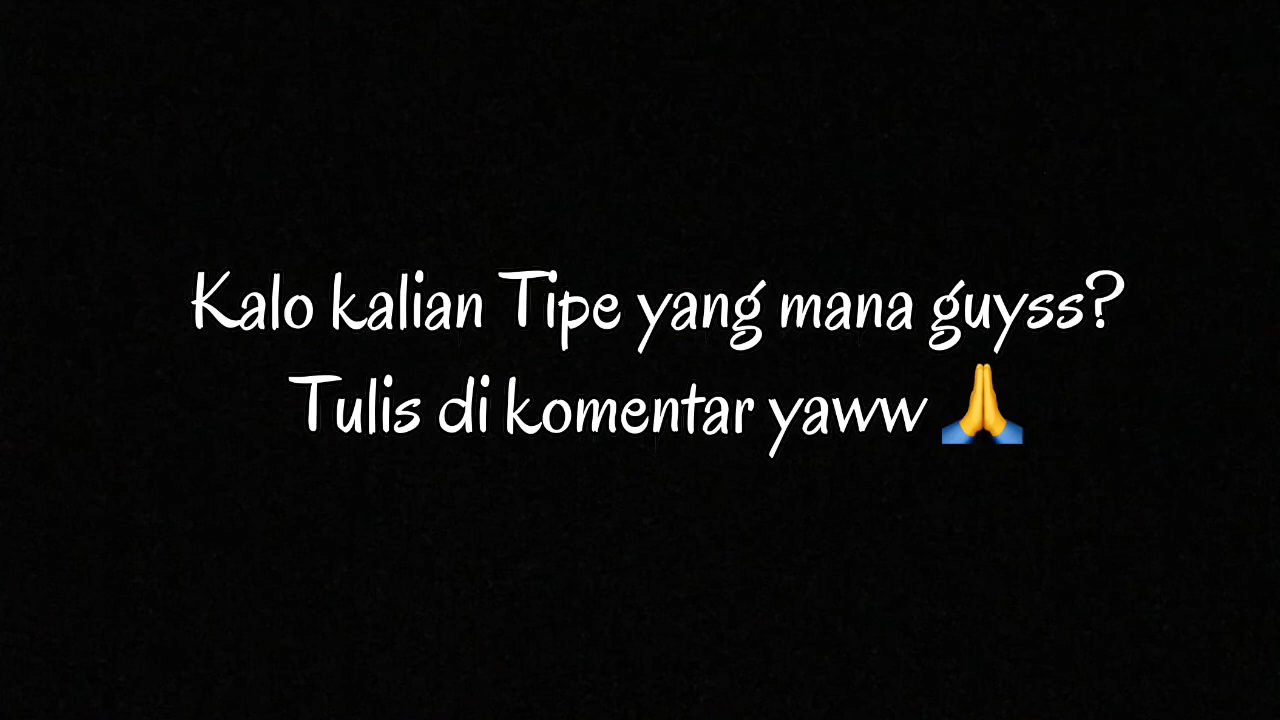 Kalo kalian Tipe yang mana guyss?
Tulis di komentar yaww 🙏